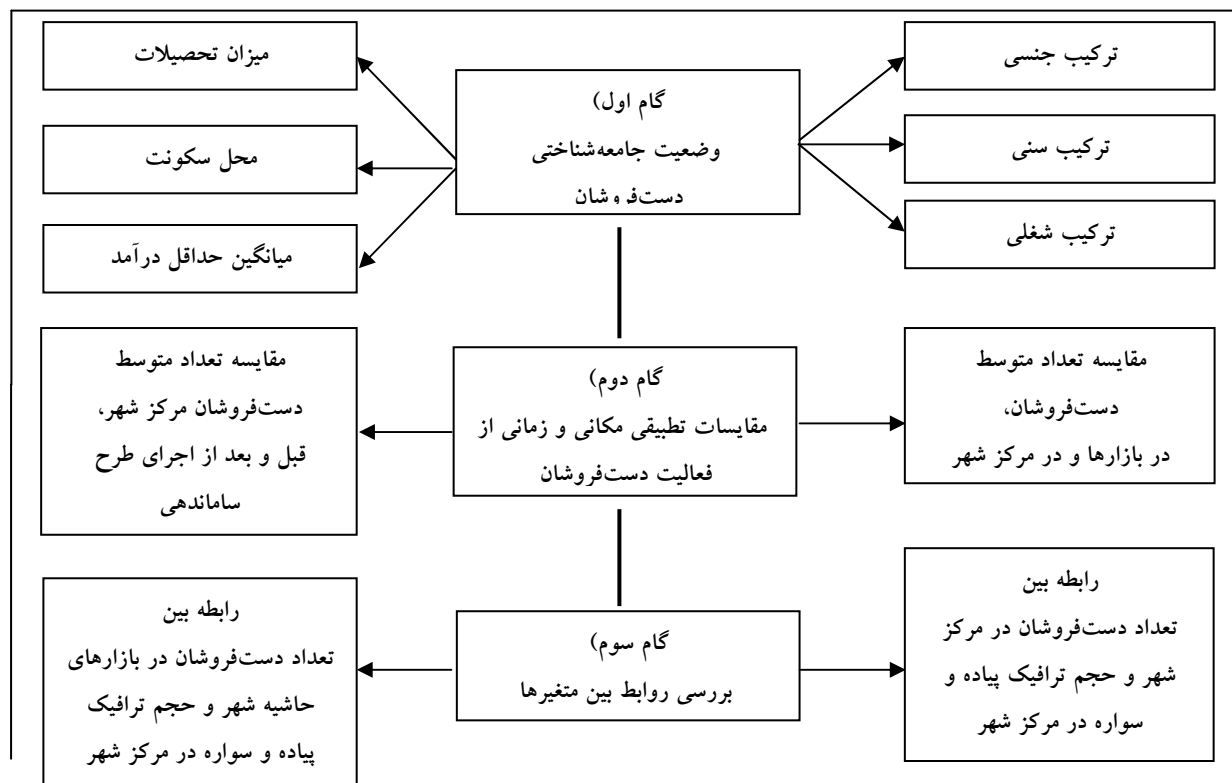 ترکیب جنسی
ترکیب سنی
ترکیب شغلی
گام اول)
وضعیت جامعه‌شناختی
دست‌فروشان
میزان تحصیلات
محل سکونت
میانگین حداقل درآمد
مقایسه تعداد متوسط
دست‌فروشان،
در بازارها و در مرکز شهر
گام دوم)
مقایسات تطبیقی مکانی و زمانی از
فعالیت دست‌فروشان
مقایسه تعداد متوسط
دست‌فروشان مرکز شهر،
قبل و بعد از اجرای طرح
ساماندهی
رابطه بین
تعداد دست‌فروشان در مرکز
شهر و حجم ترافیک پیاده و
سواره در مرکز شهر
گام سوم)
بررسی روابط بین متغیرها
رابطه بین
تعداد دست‌فروشان در بازارهای
حاشیه شهر و حجم ترافیک
پیاده و سواره در مرکز شهر